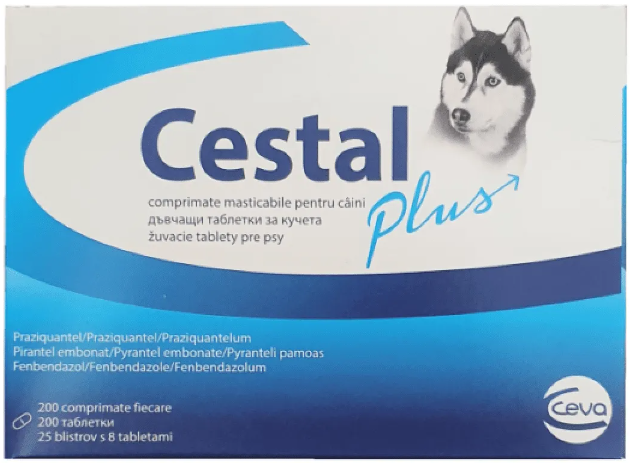 Cestal
Plus
comprimate masticabile pentru câini
дъвчащи таблетки за кучета
žuvacie tablety pre psy
Praziquantel/Praziquantel/Praziquantelum
Pirantel embonat/Pyrantel embonate/Pyranteli pamoas
Fenbendazol/Fenbendazole/Fenbendazolum
200 comprimate fiecare
200 таблетки
25 blistrov s 8 tabletami
ceva